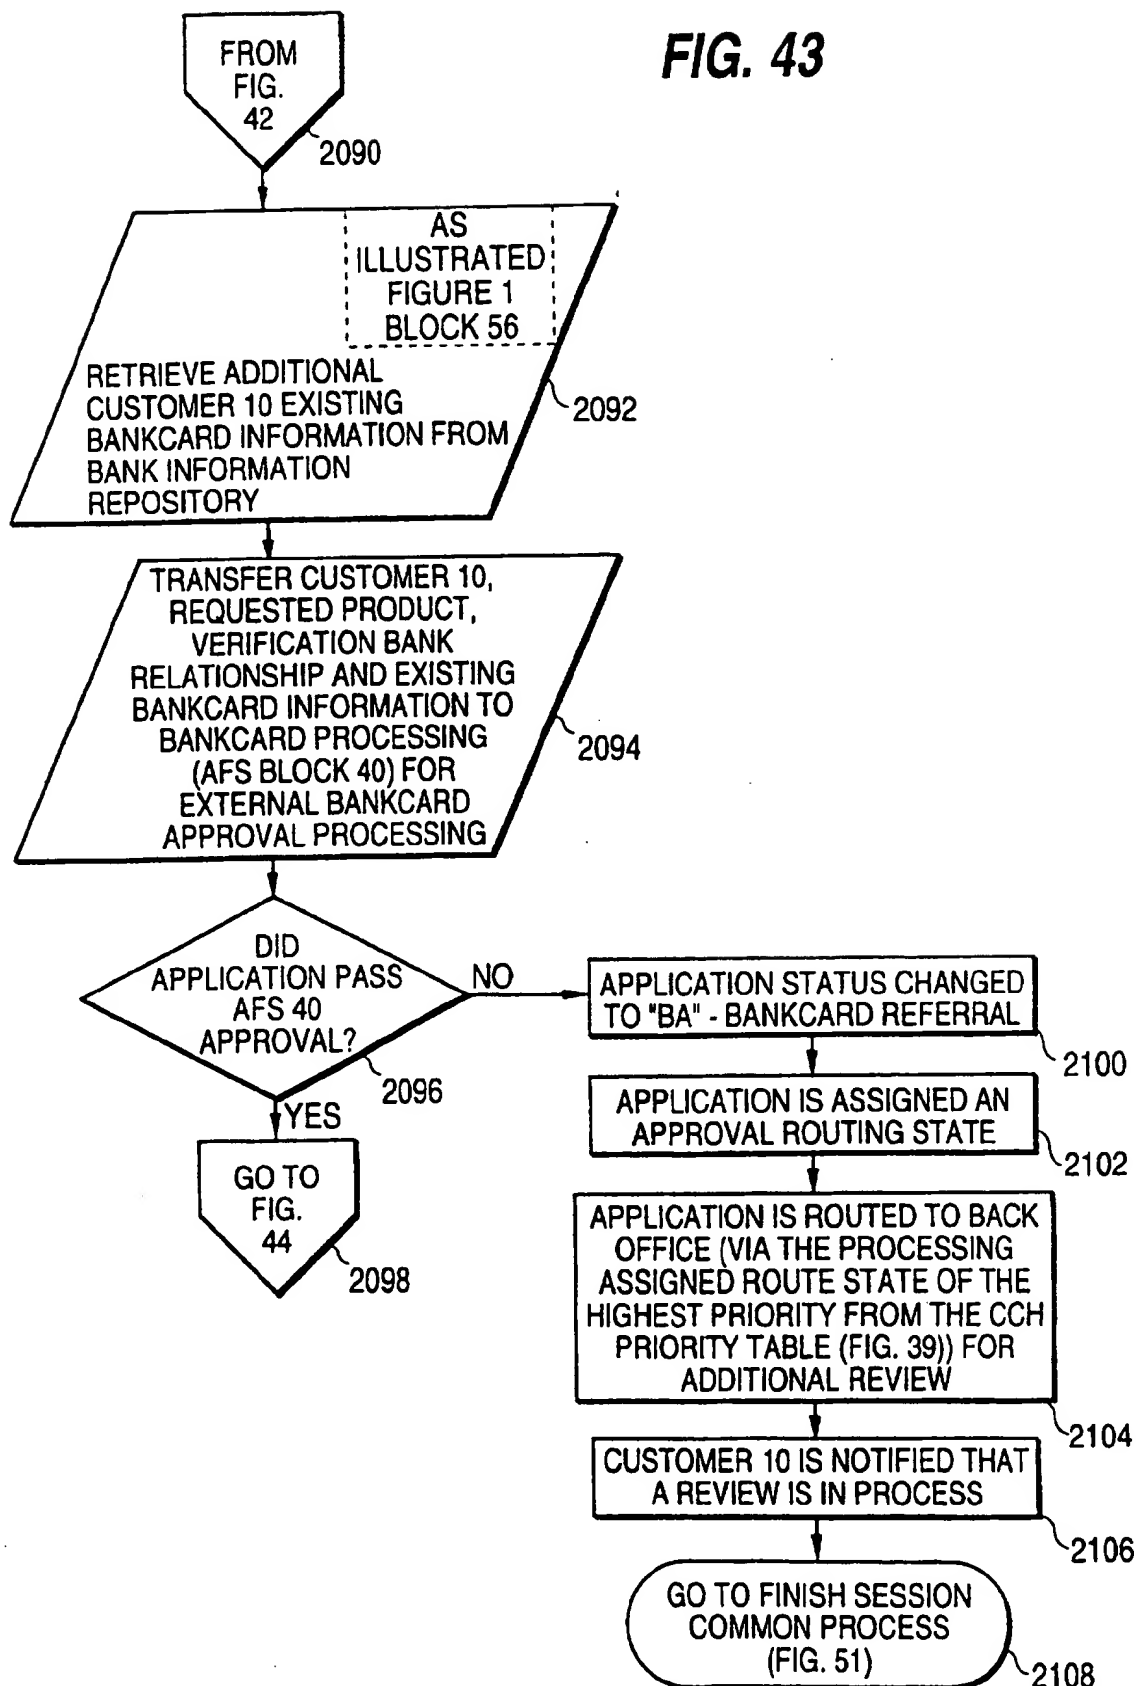 FIG. 43
FROM
FIG.
42
2090
AS
ILLUSTRATED
FIGURE 1
BLOCK 56
RETRIEVE ADDITIONAL
CUSTOMER 10 EXISTING
BANKCARD INFORMATION FROM
BANK INFORMATION
REPOSITORY
2092
TRANSFER CUSTOMER 10,
REQUESTED PRODUCT,
VERIFICATION BANK
RELATIONSHIP AND EXISTING
BANKCARD INFORMATION TO
BANKCARD PROCESSING
(AFS BLOCK 40) FOR
EXTERNAL BANKCARD
APPROVAL PROCESSING
2094
DID
APPLICATION PASS
AFS 40
APPROVAL?
2096
YES
GO TO
FIG.
44
2098
NO
APPLICATION STATUS CHANGED
TO "BA" - BANKCARD REFERRAL
2100
APPLICATION IS ASSIGNED AN
APPROVAL ROUTING STATE
2102
APPLICATION IS ROUTED TO BACK
OFFICE (VIA THE PROCESSING
ASSIGNED ROUTE STATE OF THE
HIGHEST PRIORITY FROM THE CCH
PRIORITY TABLE (FIG. 39)) FOR
ADDITIONAL REVIEW
2104
CUSTOMER 10 IS NOTIFIED THAT
A REVIEW IS IN PROCESS
2106
GO TO FINISH SESSION
COMMON PROCESS
(FIG. 51)
2108